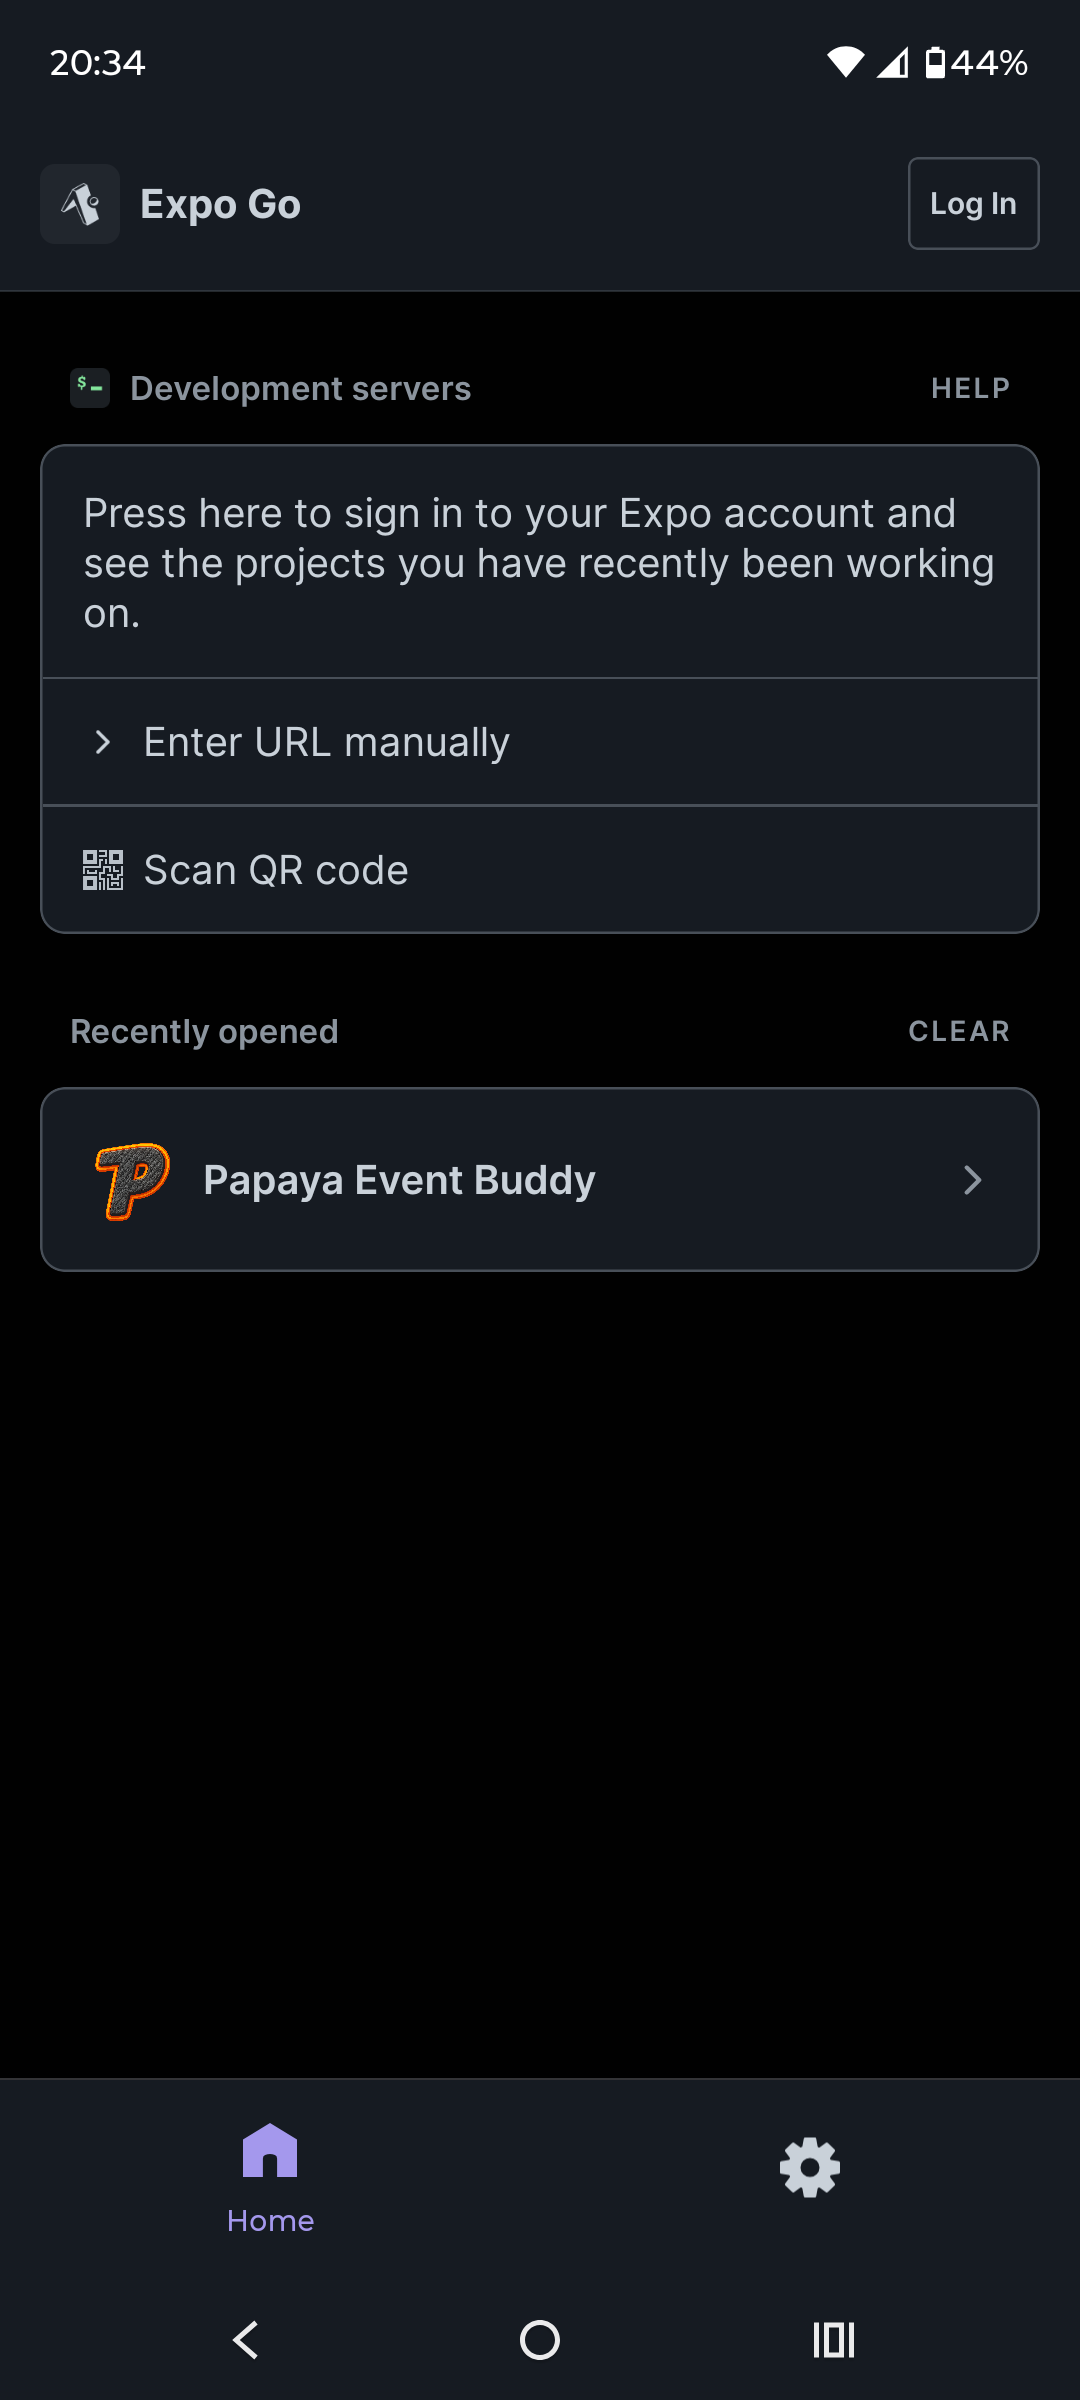 20:34
44%
Expo Go
Log In
$
Development servers
HELP
Press here to sign in to your Expo account and
see the projects you have recently been working
on.
Enter URL manually
Scan QR code
Recently opened
CLEAR
P
Papaya Event Buddy
Home